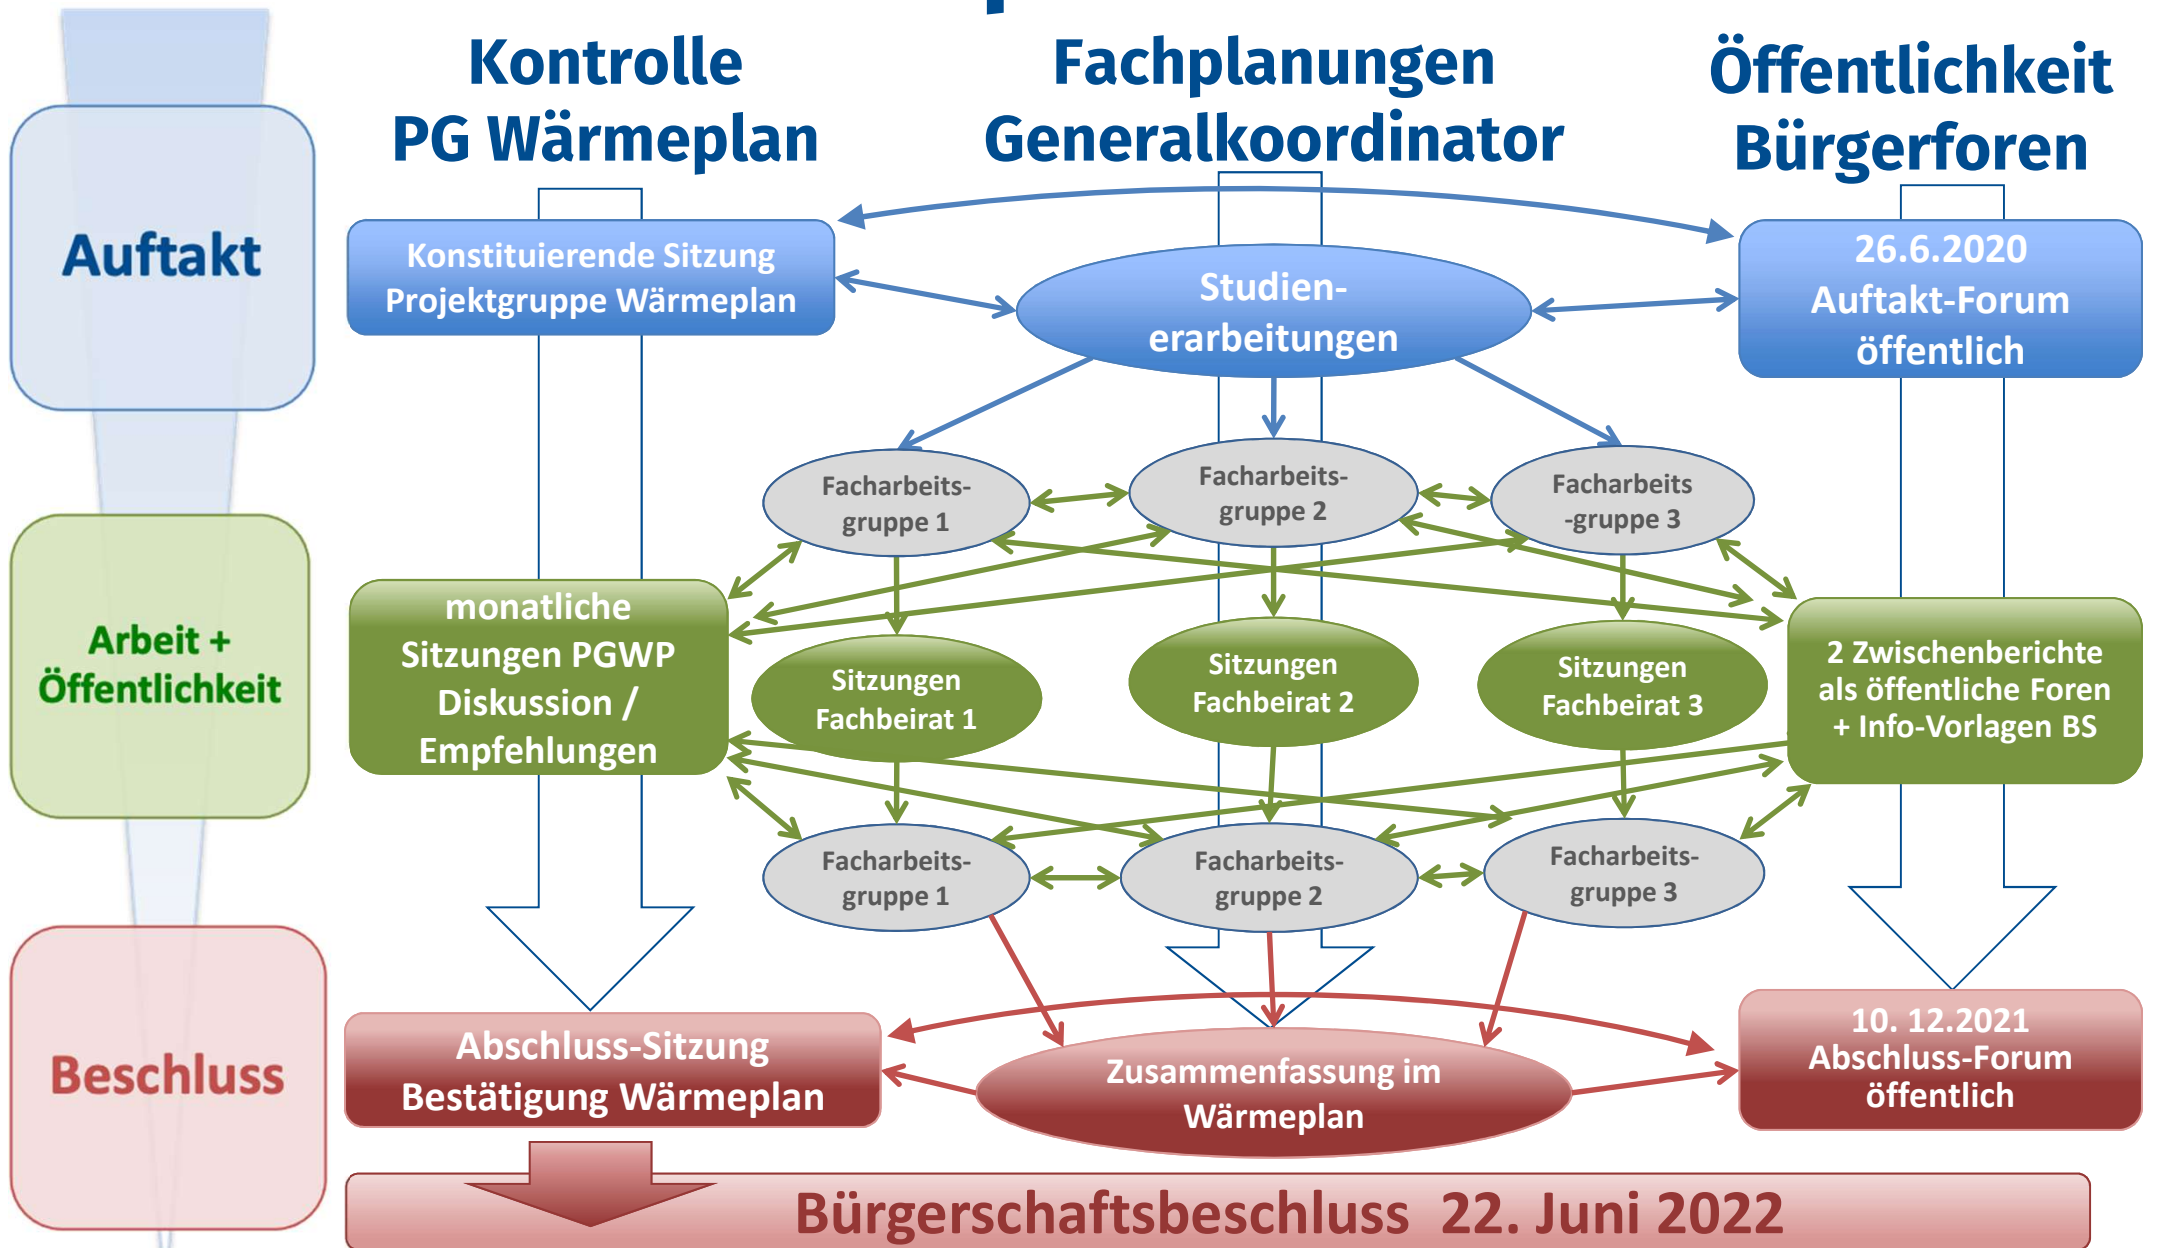 Kontrolle
PG Wärmeplan
Fachplanungen
Generalkoordinator
Öffentlichkeit
Bürgerforen
Auftakt
Konstituierende Sitzung
Projektgruppe Wärmeplan
Studien-
erarbeitungen
26.6.2020
Auftakt-Forum
öffentlich
Facharbeits-
gruppe 1
Facharbeits-
gruppe 2
Facharbeits
-gruppe 3
Arbeit +
Öffentlichkeit
monatliche
Sitzungen PGWP
Diskussion /
Empfehlungen
Sitzungen
Fachbeirat 1
Sitzungen
Fachbeirat 2
Sitzungen
Fachbeirat 3
2 Zwischenberichte
als öffentliche Foren
+ Info-Vorlagen BS
Facharbeits-
gruppe 1
Facharbeits-
gruppe 2
Facharbeits-
gruppe 3
Beschluss
Abschluss-Sitzung
Bestätigung Wärmeplan
Zusammenfassung im
Wärmeplan
10. 12.2021
Abschluss-Forum
öffentlich
Bürgerschaftsbeschluss 22. Juni 2022